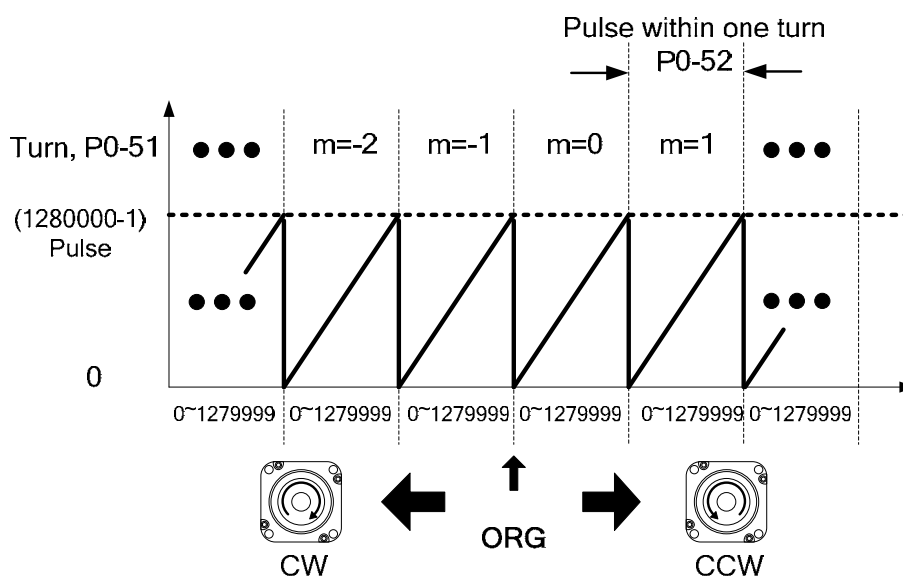 Pulse within one turn
P0-52
Turn, P0-51
m=-2
m=-1
m=0
m=1
(1280000-1)
Pulse
0
0~1279999
0~1279999
0~1279999
0~1279999
0~1279999
0~1279999
ORG
CW
CCW